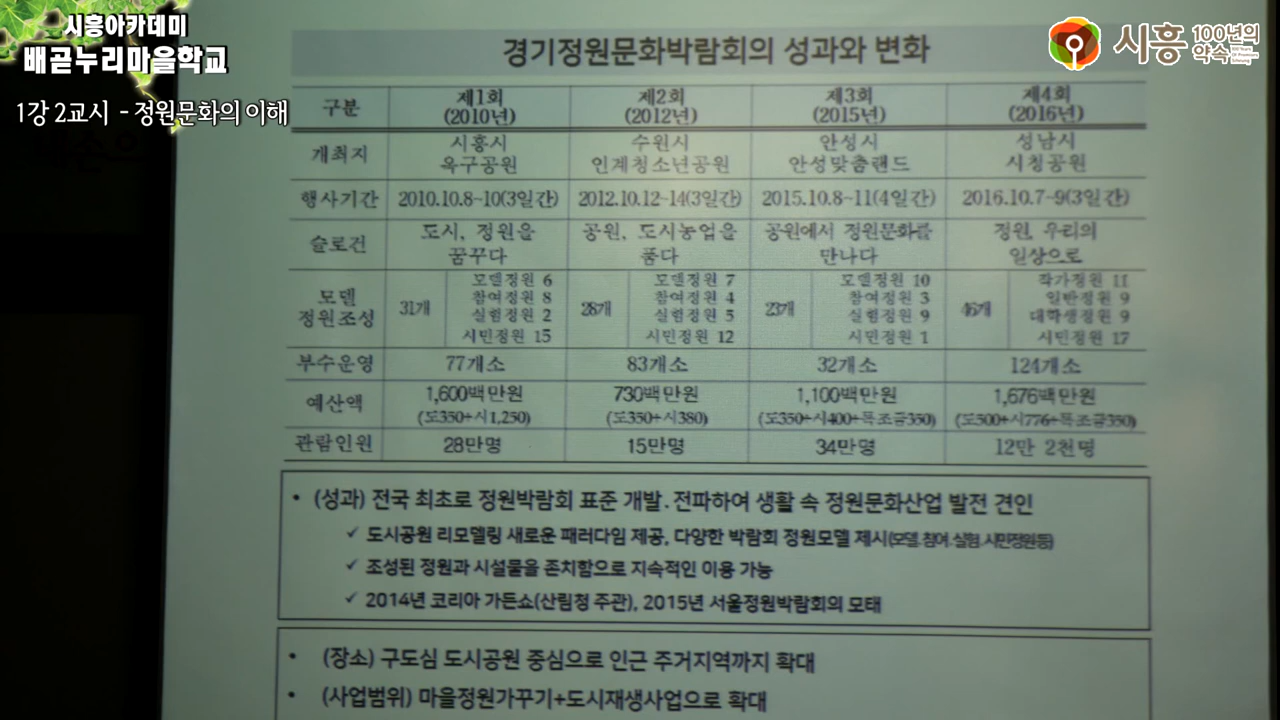 시흥아카데미
배곧누리마을학교
1강 2교시 - 정원문화의 이해
시흥 100년의 약속
경기정원문화박람회의 성과와 변화
구분 제1회 (2010년) 제2회 (2012년) 제3회 (2015년) 제4회 (2016년)
개최지 시흥시 옥구공원 수원시 인계청소년공원 안성시 안성맞춤랜드 성남시 시청공원
행사기간 2010.10.8~10(3일간) 2012.10.12~14(3일간) 2015.10.8~11(4일간) 2016.10.7~9(3일간)
슬로건 도시, 정원을 꿈꾸다 공원, 도시농업을 품다 공원에서 정원문화를 만나다 정원, 우리의 일상으로
모델 정원조성 31개 모델정원 6 참여정원 8 실험정원 2 시민정원 15 28개 모델정원 7 참여정원 4 실험정원 5 시민정원 12 23개 모델정원 10 참여정원 3 실험정원 9 시민정원 1 46개 작가정원 11 일반정원 9 대학생정원 9 시민정원 17
부수운영 77개소 83개소 32개소 124개소
예산액 1,600백만원 (도350+시1,250) 730백만원 (도350+시380) 1,100백만원 (도350+시400+특조금350) 1,676백만원 (도500+시776+특조금350)
관람인원 28만명 15만명 34만명 12만 2천명
• (성과) 전국 최초로 정원박람회 표준 개발․전파하여 생활 속 정원문화산업 발전 견인
✓ 도시공원 리모델링 새로운 패러다임 제공, 다양한 박람회 정원모델 제시(모델․참여․실험․시민정원등)
✓ 조성된 정원과 시설물을 존치함으로 지속적인 이용 가능
✓ 2014년 코리아 가든쇼(산림청 주관), 2015년 서울정원박람회의 모태
• (장소) 구도심 도시공원 중심으로 인근 주거지역까지 확대
• (사업범위) 마을정원가꾸기+도시재생사업으로 확대